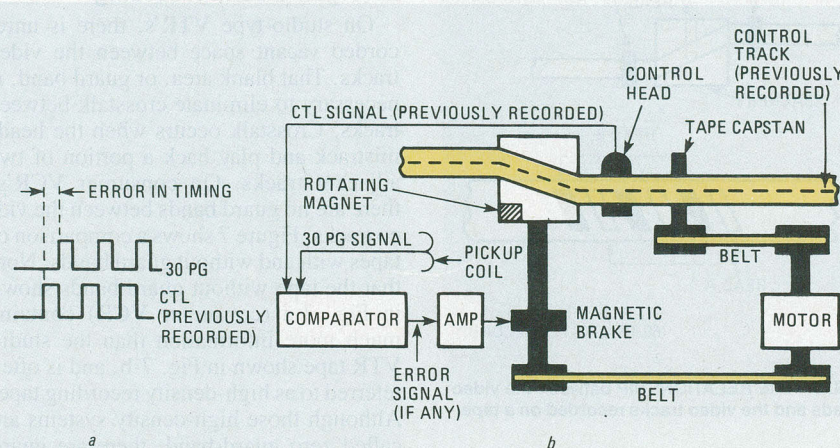 CONTROL
TRACK
(PREVIOUSLY
RECORDED)
CONTROL
HEAD
CTL SIGNAL (PREVIOUSLY RECORDED)
TAPE CAPSTAN
ERROR IN TIMING
ROTATING
MAGNET
30 PG SIGNAL
PICKUP
COIL
BELT
30 PG
CTL
(PREVIOUSLY
RECORDED)
COMPARATOR
AMP
MAGNETIC
BRAKE
MOTOR
ERROR
SIGNAL
(IF ANY)
BELT
a
b